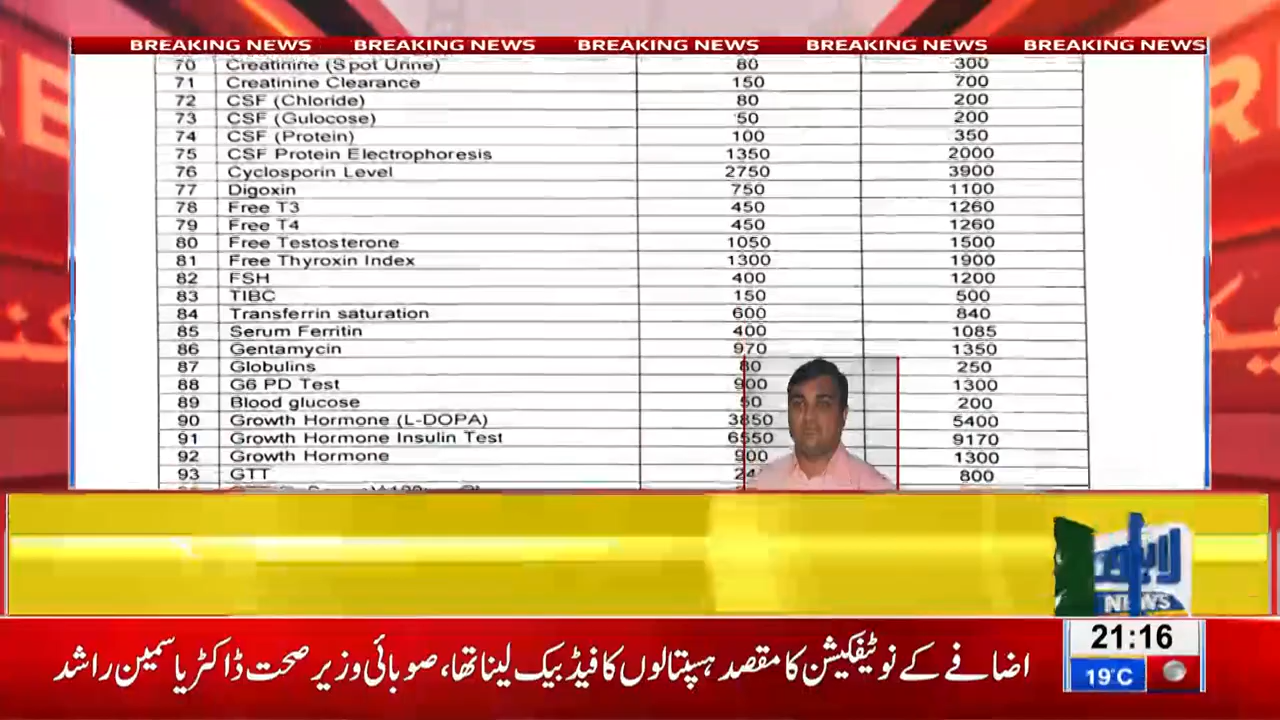 BREAKING NEWS BREAKING NEWS BREAKING NEWS BREAKING NEWS BREAKING NEWS
70 Creatinine (Spot Urine) 80 300
71 Creatinine Clearance 150 700
72 CSF (Chloride) 80 200
73 CSF (Gulocose) 50 200
74 CSF (Protein) 100 350
75 CSF Protein Electrophoresis 1350 2000
76 Cyclosporin Level 2750 3900
77 Digoxin 750 1100
78 Free T3 450 1260
79 Free T4 450 1260
80 Free Testosterone 1050 1500
81 Free Thyroxin Index 1300 1900
82 FSH 400 1200
83 TIBC 150 500
84 Transferrin saturation 600 840
85 Serum Ferritin 400 1085
86 Gentamycin 970 1350
87 Globulins 80 250
88 G6 PD Test 900 1300
89 Blood glucose 50 200
90 Growth Hormone (L-DOPA) 3850 5400
91 Growth Hormone Insulin Test 6550 9170
92 Growth Hormone 900 1300
93 GTT 800
لاہور
NEWS
21:16
اضافے کے نوٹیفکیشن کا مقصد ہسپتالوں کا فیڈ بیک لینا تھا، صوبائی وزیر صحت ڈاکٹر یاسمین راشد
19°C